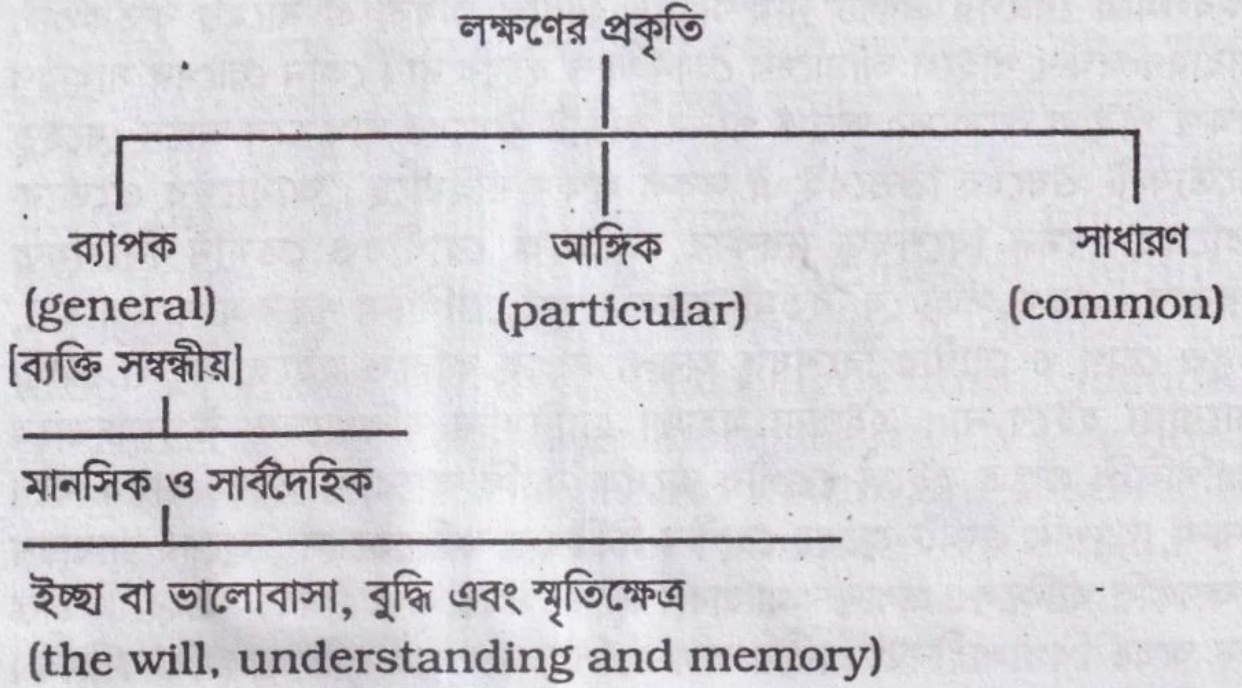 লক্ষণের প্রকৃতি
ব্যাপক আঙ্গিক সাধারণ
(general) (particular) (common)
[ব্যক্তি সম্বন্ধীয়]
মানসিক ও সার্বদৈহিক
ইচ্ছা বা ভালোবাসা, বুদ্ধি এবং স্মৃতিক্ষেত্র
(the will, understanding and memory)